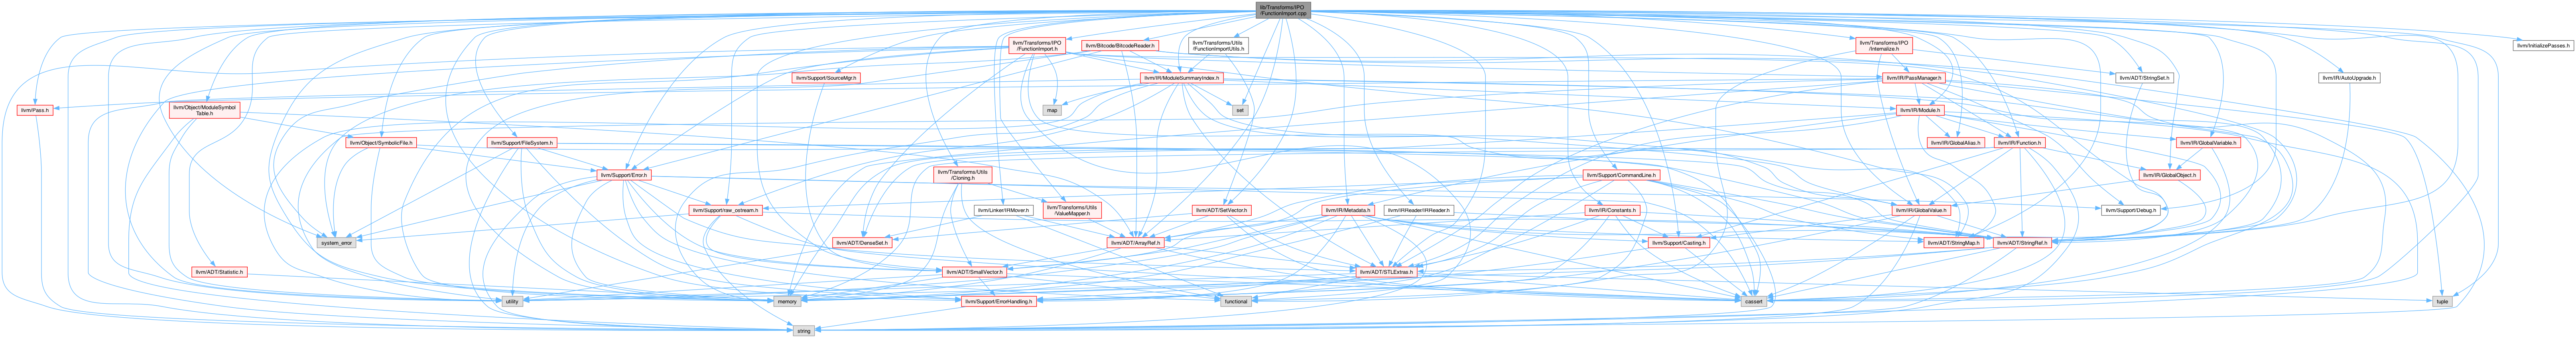 lib/Transforms/IPO
/FunctionImport.cpp
llvm/Transforms/IPO
/FunctionImport.h
llvm/Bitcode/BitcodeReader.h
llvm/Transforms/Utils
/FunctionImportUtils.h
llvm/Transforms/IPO
/Internalize.h
llvm/InitializePasses.h
llvm/Support/SourceMgr.h
llvm/IR/ModuleSummaryIndex.h
llvm/IR/PassManager.h
llvm/ADT/StringSet.h
llvm/IR/AutoUpgrade.h
llvm/Pass.h
llvm/Object/ModuleSymbol
Table.h
map
set
llvm/IR/Module.h
llvm/Object/SymbolicFile.h
llvm/Support/FileSystem.h
llvm/IR/GlobalAlias.h
llvm/IR/Function.h
llvm/IR/GlobalVariable.h
llvm/Support/Error.h
llvm/Transforms/Utils
/Cloning.h
llvm/Support/CommandLine.h
llvm/IR/GlobalObject.h
llvm/Support/raw_ostream.h
llvm/Linker/IRMover.h
llvm/Transforms/Utils
/ValueMapper.h
llvm/ADT/SetVector.h
llvm/IR/Metadata.h
llvm/IRReader/IRReader.h
llvm/IR/Constants.h
llvm/IR/GlobalValue.h
llvm/Support/Debug.h
system_error
llvm/ADT/DenseSet.h
llvm/ADT/ArrayRef.h
llvm/Support/Casting.h
llvm/ADT/StringMap.h
llvm/ADT/StringRef.h
llvm/ADT/Statistic.h
llvm/ADT/SmallVector.h
llvm/ADT/STLExtras.h
utility
memory
llvm/Support/ErrorHandling.h
functional
cassert
tuple
string